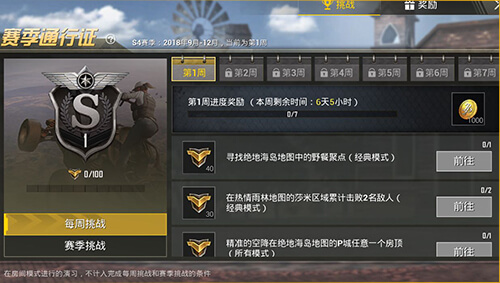 挑战
奖励
赛季通行证
S4赛季：2018年9月-12月，当前为第1周
第1周
第2周
第3周
第4周
第5周
第6周
第7周
S
1
0/100
每周挑战
赛季挑战
第1周进度奖励（本周剩余时间：6天5小时）
0/7
1000
寻找绝地海岛地图中的野餐聚点（经典模式）
40
0/1
前往
在热情雨林地图的莎米区域累计击败2名敌人（经典模式）
30
0/2
前往
精准的空降在绝地海岛地图的P城任意一个房顶（所有模式）
0/1
前往
在房间模式进行的演习，不计入完成每周挑战和赛季挑战的条件